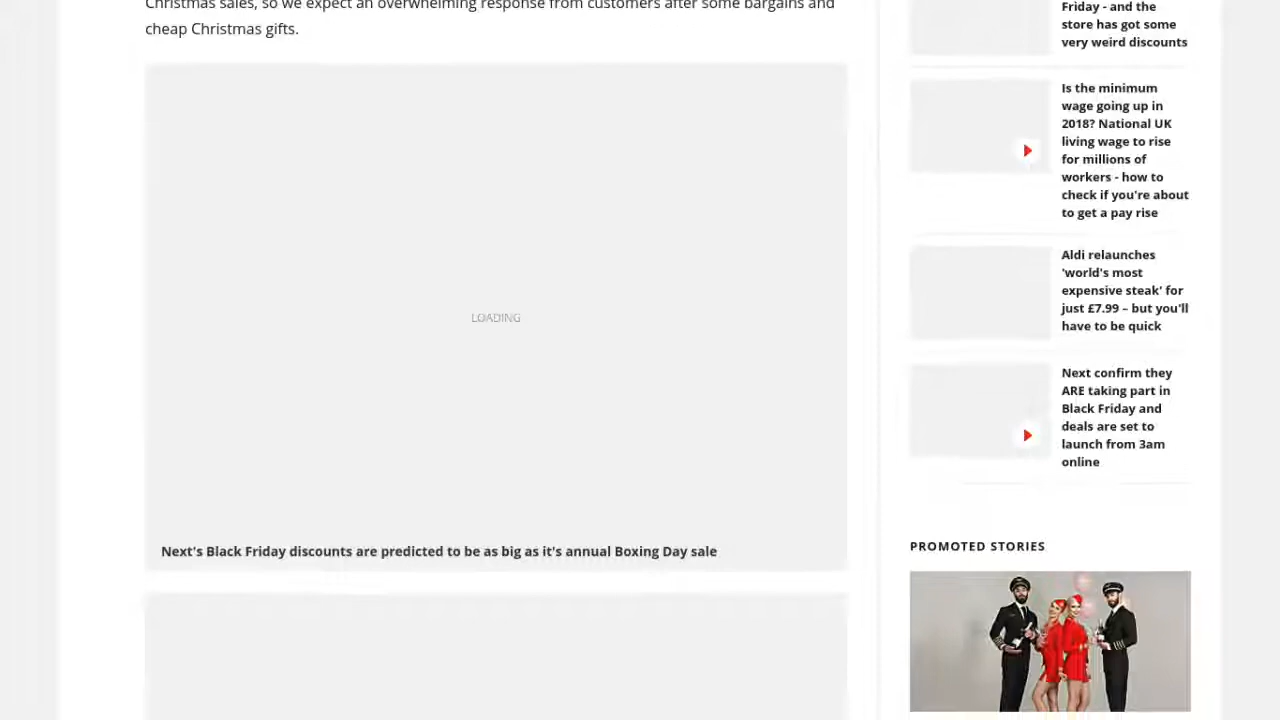 Christmas sales, so we expect an overwhelming response from customers after some bargains and
cheap Christmas gifts.
LOADING
Next's Black Friday discounts are predicted to be as big as it's annual Boxing Day sale
Friday - and the
store has got some
very weird discounts
Is the minimum
wage going up in
2018? National UK
living wage to rise
for millions of
workers - how to
check if you're about
to get a pay rise
Aldi relaunches
'world's most
expensive steak' for
just £7.99 – but you'll
have to be quick
Next confirm they
ARE taking part in
Black Friday and
deals are set to
launch from 3am
online
PROMOTED STORIES